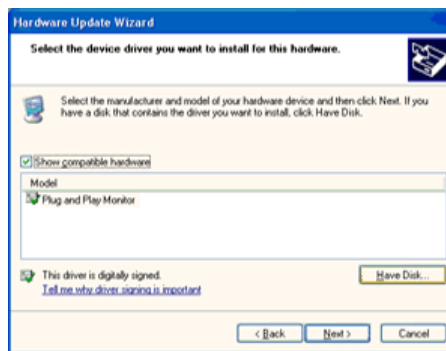 Hardware Update Wizard
Select the device driver you want to install for this hardware.
Select the manufacturer and model of your hardware device and then click Next. If you
have a disk that contains the driver you want to install, click Have Disk.
Show compatible hardware
Model
Plug and Play Monitor
This driver is digitally signed.
Have Disk...
Tell me why driver signing is important
< Back
Next >
Cancel